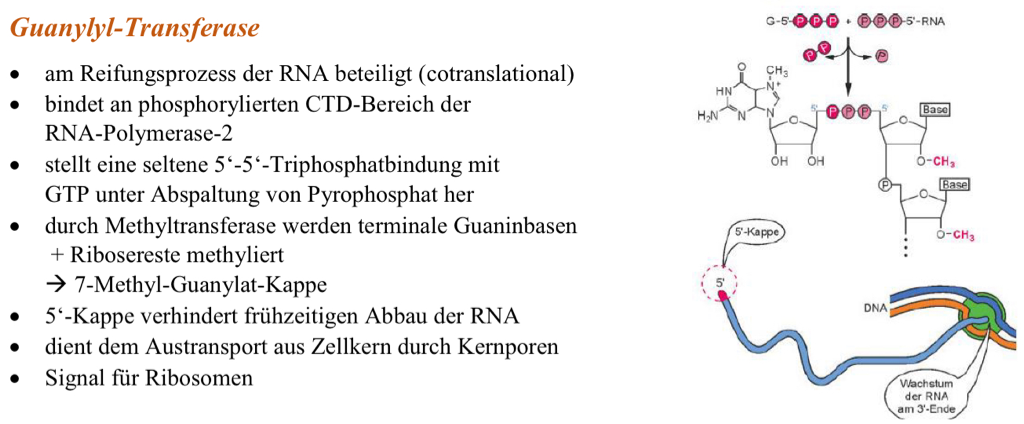 Guanylyl-Transferase
• am Reifungsprozess der RNA beteiligt (cotranslational)
• bindet an phosphorylierten CTD-Bereich der
RNA-Polymerase-2
• stellt eine seltene 5‘-5‘-Triphosphatbindung mit
GTP unter Abspaltung von Pyrophosphat her
• durch Methyltransferase werden terminale Guaninbasen
+ Ribosereste methyliert
→ 7-Methyl-Guanylat-Kappe
• 5‘-Kappe verhindert frühzeitigen Abbau der RNA
• dient dem Austransport aus Zellkern durch Kernporen
• Signal für Ribosomen
G-5'-P P P + P P P-5'-RNA
P P P
O
CH3
HN N+
H2N N N
O
OH OH
5' P P P 5'
O Base
O-CH3
P
O Base
O-CH3
5'-Kappe
5'
DNA
Wachstum
der RNA
am 3'-Ende